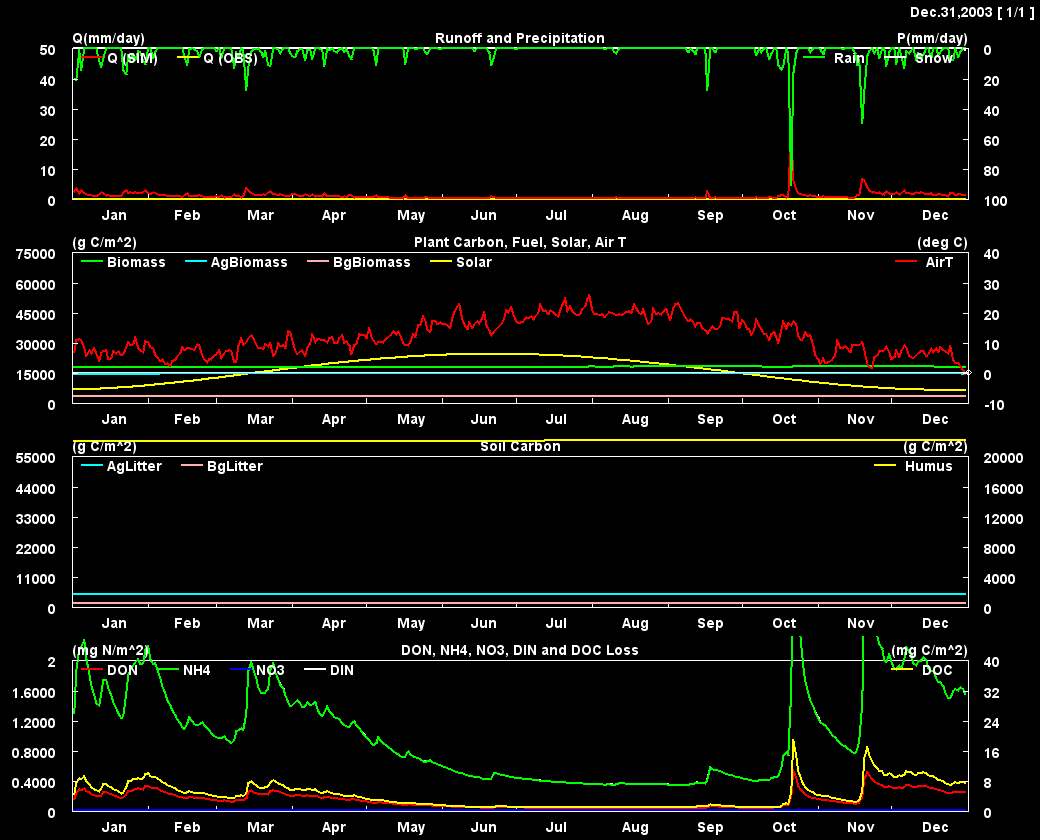 Dec.31,2003 [ 1/1 ]
Q(mm/day) Runoff and Precipitation P(mm/day)
50 Q (SIM) Q (OBS) Rain Snow 0
40 20
30 40
20 60
10 80
0 100
Jan Feb Mar Apr May Jun Jul Aug Sep Oct Nov Dec
(g C/m^2) Plant Carbon, Fuel, Solar, Air T (deg C)
75000 40
Biomass AgBiomass BgBiomass Solar AirT
60000 30
45000 20
30000 10
15000 0
0 -10
Jan Feb Mar Apr May Jun Jul Aug Sep Oct Nov Dec
(g C/m^2) Soil Carbon (g C/m^2)
55000 20000
AgLitter BgLitter Humus
44000 16000
33000 12000
22000 8000
11000 4000
0 0
Jan Feb Mar Apr May Jun Jul Aug Sep Oct Nov Dec
(mg N/m^2) DON, NH4, NO3, DIN and DOC Loss (mg C/m^2)
2 40
DON NH4 NO3 DIN DOC
1.6000 32
1.2000 24
0.8000 16
0.4000 8
0 0
Jan Feb Mar Apr May Jun Jul Aug Sep Oct Nov Dec